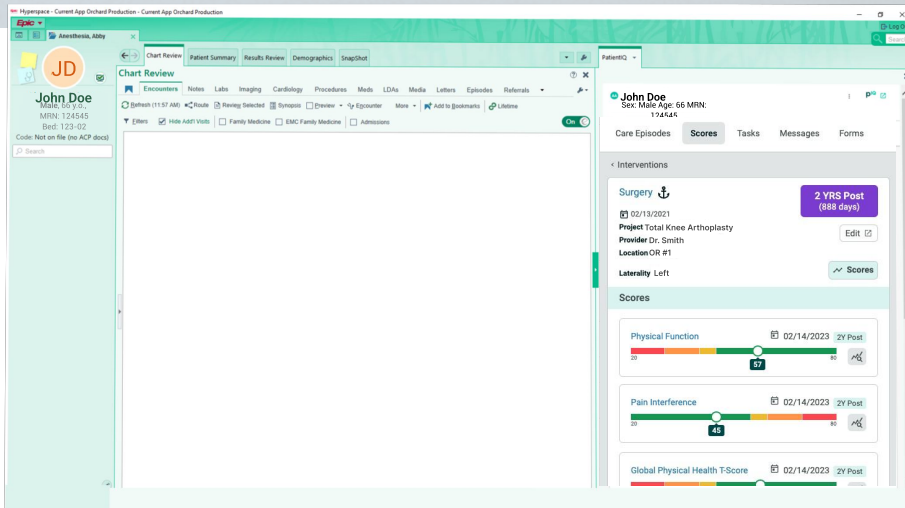 Hyperspace - Current App Orchard Production - Current App Orchard Production
Epic
Log O
Anesthesia, Abby
Search
JD
John Doe
Male, 66 y.o.,
MRN: 124545
Bed: 123-02
Code: Not on file (no ACP docs)
Search
Chart Review Patient Summary Results Review Demographics SnapShot
Chart Review
Encounters Notes Labs Imaging Cardiology Procedures Meds LDAs Media Letters Episodes Referrals
Refresh (11:57 AM) Route Review Selected Synopsis Preview Encounter More Add to Bookmarks Lifetime
Filters Hide Add'l Visits Family Medicine EMC Family Medicine Admissions On
PatientIQ
John Doe
Sex: Male Age: 66 MRN:
124545
Care Episodes Scores Tasks Messages Forms
< Interventions
Surgery
2 YRS Post
(888 days)
02/13/2021
Project Total Knee Arthoplasty
Edit
Provider Dr. Smith
Location OR #1
Laterality Left
Scores
Scores
Physical Function 02/14/2023 2Y Post
20 80
57
Pain Interference 02/14/2023 2Y Post
20 80
45
Global Physical Health T-Score 02/14/2023 2Y Post